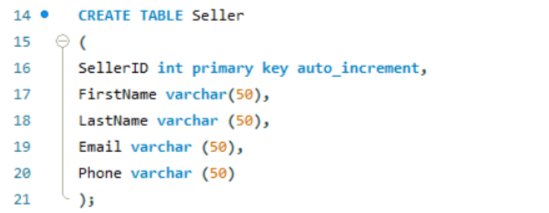 14 CREATE TABLE Seller
15 (
16 SellerID int primary key auto_increment,
17 FirstName varchar(50),
18 LastName varchar (50),
19 Email varchar (50),
20 Phone varchar (50)
21 );